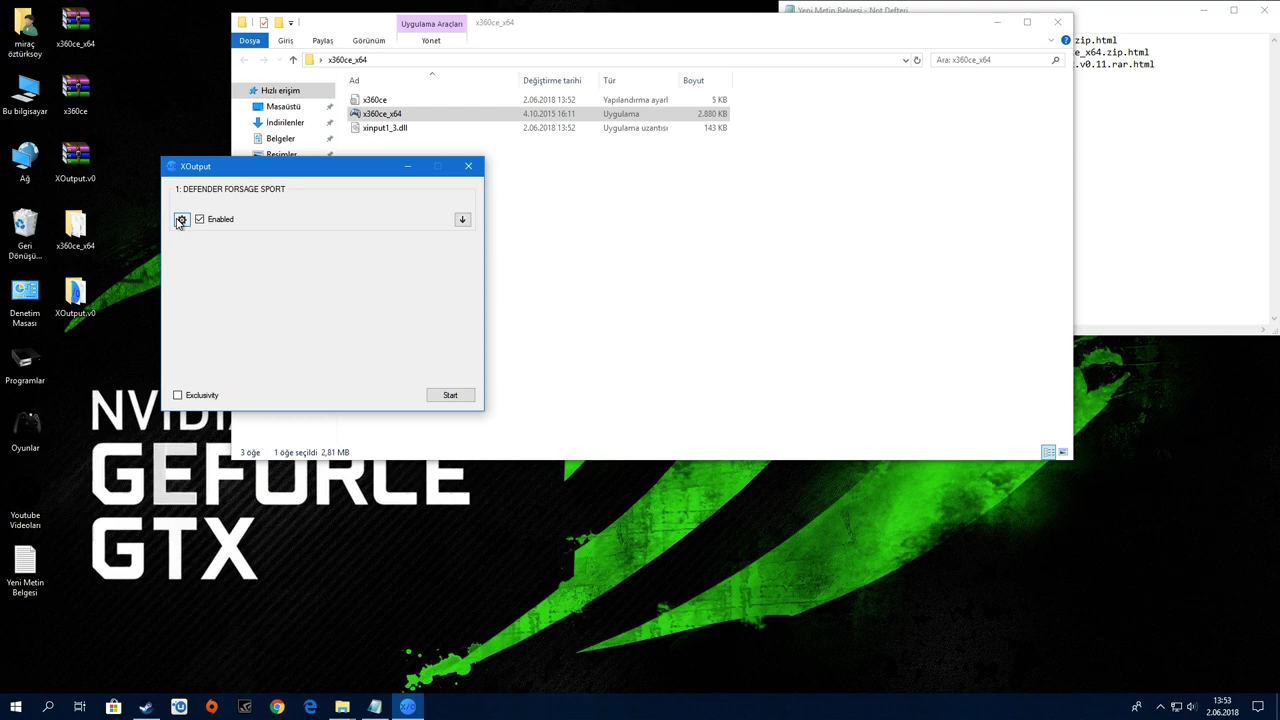 miraç
öztürksoy
x360ce_x64
Bu bilgisayar
x360ce
Ağ
XOutput.v0
Geri
Dönüşü...
x360ce_x64
Denetim
Masası
XOutput.v0
Programlar
Oyunlar
Youtube
Videoları
Yeni Metin
Belgesi
NVIDI
GEFORCE
GTX
Yeni Metin Belgesi - Not Defteri
zip.html
e_x64.zip.html
.v0.11.rar.html
Uygulama Araçları
x360ce_x64
Dosya
Giriş
Paylaş
Görünüm
Yönet
x360ce_x64
Ara: x360ce_x64
Hızlı erişim
Masaüstü
İndirilenler
Belgeler
Resimler
Ad
Değiştirme tarihi
Tür
Boyut
x360ce
2.06.2018 13:52
Yapılandırma ayarl
5 KB
x360ce_x64
4.10.2015 16:11
Uygulama
2.880 KB
xinput1_3.dll
2.06.2018 13:52
Uygulama uzantısı
143 KB
3 öğe
1 öğe seçildi 2,81 MB
XOutput
1: DEFENDER FORSAGE SPORT
Enabled
Exclusivity
Start
13:53
2.06.2018